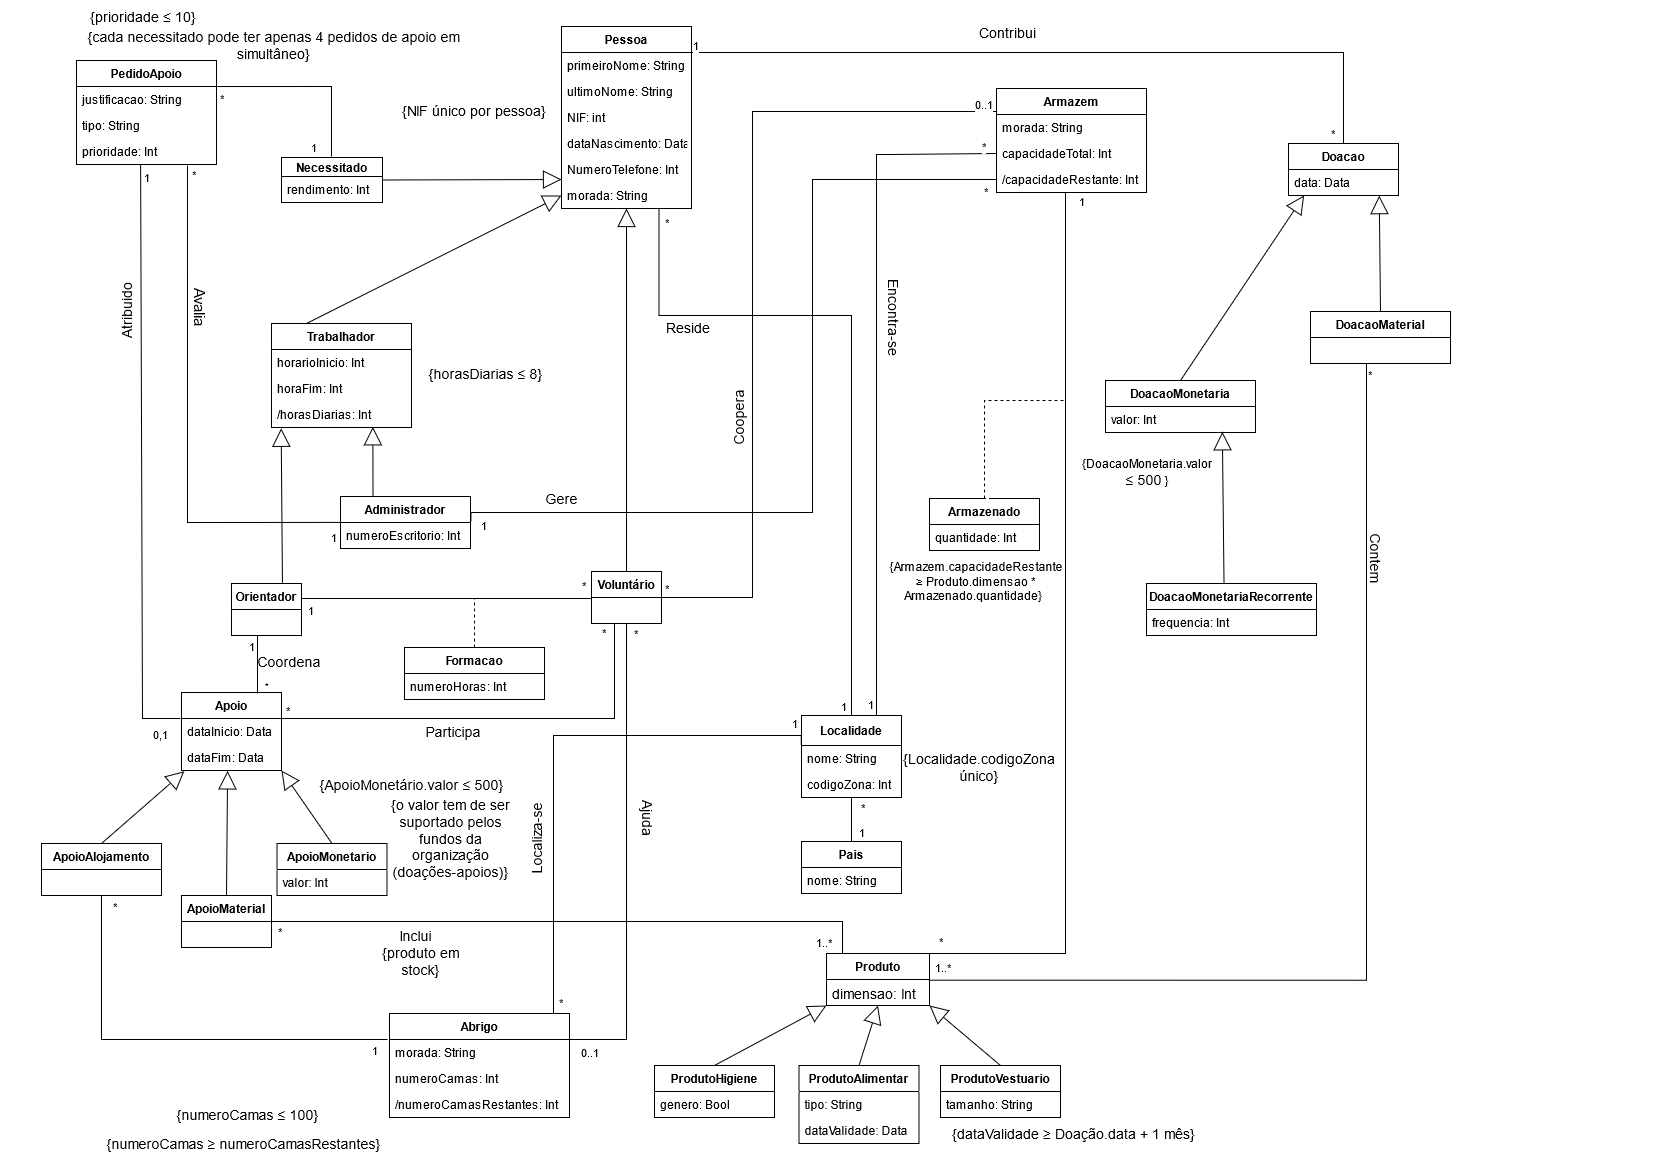 {prioridade ≤ 10}
{cada necessitado pode ter apenas 4 pedidos de apoio em
simultâneo}
PedidoApoio
justificacao: String
tipo: String
prioridade: Int
*
1
*
1
Necessitado
rendimento: Int
{NIF único por pessoa}
Pessoa
primeiroNome: String
ultimoNome: String
NIF: int
dataNascimento: Data
NumeroTelefone: Int
morada: String
1
Contribui
*
*
0..1
*
*
Armazem
morada: String
capacidadeTotal: Int
/capacidadeRestante: Int
1
Doacao
data: Data
Atribuido
Avalia
Reside
Encontra-se
Coopera
Trabalhador
horarioInicio: Int
horaFim: Int
/horasDiarias: Int
{horasDiarias ≤ 8}
DoacaoMaterial
*
DoacaoMonetaria
valor: Int
{DoacaoMonetaria.valor
≤ 500 }
Gere
Administrador
numeroEscritorio: Int
1
1
Armazenado
quantidade: Int
{Armazem.capacidadeRestante
≥ Produto.dimensao *
Armazenado.quantidade}
Contem
DoacaoMonetariaRecorrente
frequencia: Int
Orientador
1
1
*
Voluntário
*
*
*
Formacao
numeroHoras: Int
Coordena
*
Apoio
dataInicio: Data
dataFim: Data
*
0,1
Participa
1
1
1
Localidade
nome: String
codigoZona: Int
{Localidade.codigoZona
único}
*
1
Pais
nome: String
{ApoioMonetário.valor ≤ 500}
{o valor tem de ser
suportado pelos
fundos da
organização
(doações-apoios)}
Localiza-se
Ajuda
ApoioAlojamento
*
ApoioMonetario
valor: Int
ApoioMaterial
*
Inclui
{produto em
stock}
1..*
*
1..*
Produto
dimensao: Int
*
Abrigo
morada: String
numeroCamas: Int
/numeroCamasRestantes: Int
1
0..1
ProdutoHigiene
genero: Bool
ProdutoAlimentar
tipo: String
dataValidade: Data
ProdutoVestuario
tamanho: String
{numeroCamas ≤ 100}
{numeroCamas ≥ numeroCamasRestantes}
{dataValidade ≥ Doação.data + 1 mês}